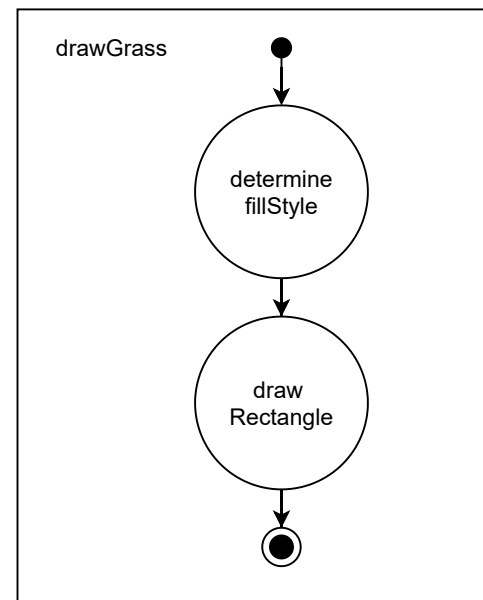 drawGrass
determine
fillStyle
draw
Rectangle